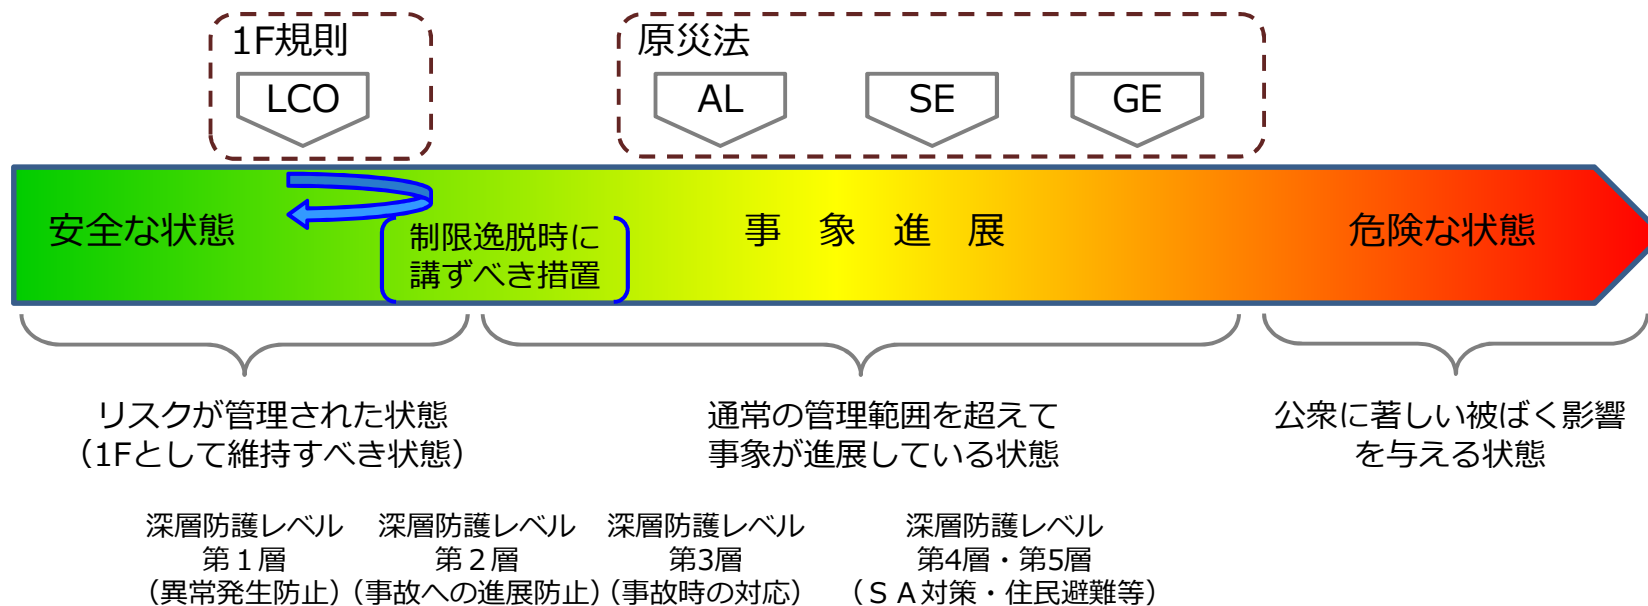 1F規則
LCO
原災法
AL
SE
GE
安全な状態
制限逸脱時に
講ずべき措置
事 象 進 展
危険な状態
リスクが管理された状態
（1Fとして維持すべき状態）
通常の管理範囲を超えて
事象が進展している状態
公衆に著しい被ばく影響
を与える状態
深層防護レベル
第１層
（異常発生防止）
深層防護レベル
第２層
（事故への進展防止）
深層防護レベル
第3層
（事故時の対応）
深層防護レベル
第4層・第5層
（ＳＡ対策・住民避難等）